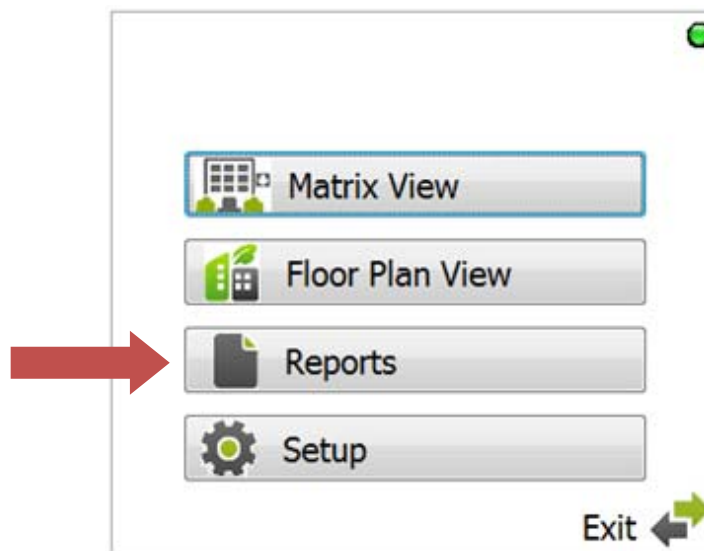 Matrix View
Floor Plan View
Reports
Setup
Exit